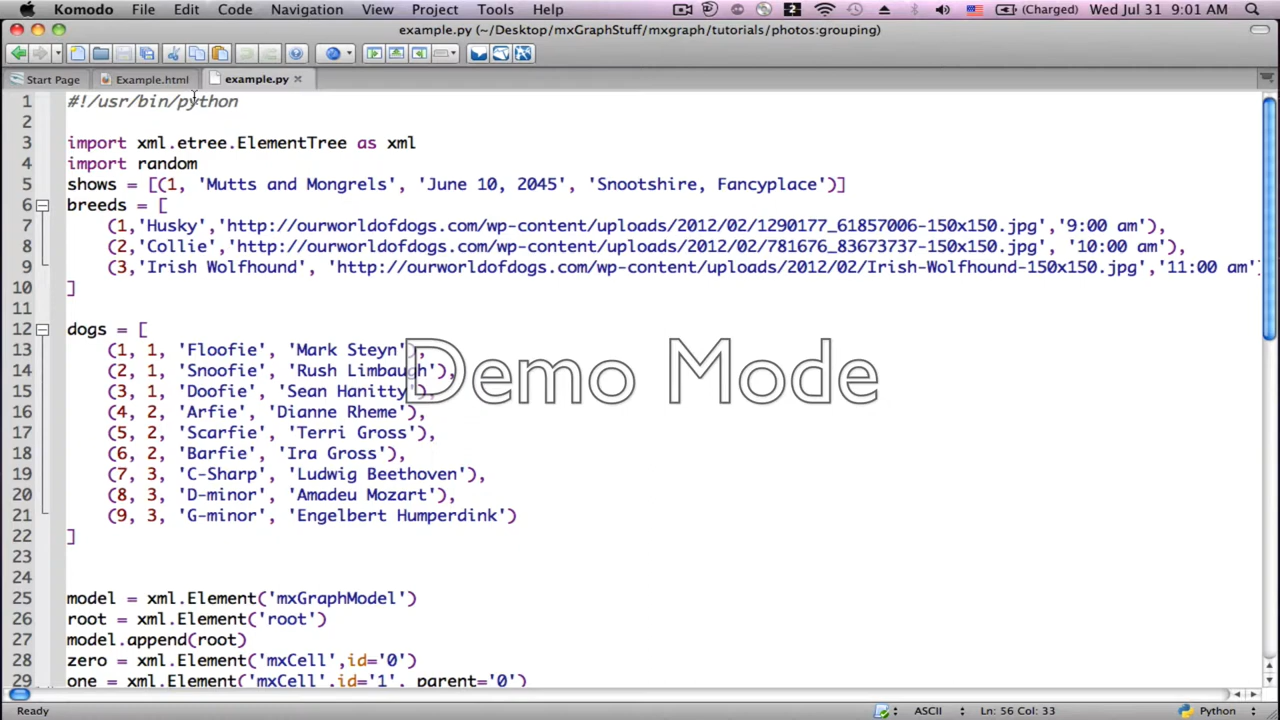 Komodo File Edit Code Navigation View Project Tools Help 2 (Charged) Wed Jul 31 9:01 AM
example.py (~/Desktop/mxGraphStuff/mxgraph/tutorials/photos:grouping)
Start Page Example.html example.py
1 #!/usr/bin/python
2
3 import xml.etree.ElementTree as xml
4 import random
5 shows = [(1, 'Mutts and Mongrels', 'June 10, 2045', 'Snootshire, Fancyplace')]
6 breeds = [
7 (1,'Husky','http://ourworldofdogs.com/wp-content/uploads/2012/02/1290177_61857006-150x150.jpg','9:00 am'),
8 (2,'Collie','http://ourworldofdogs.com/wp-content/uploads/2012/02/781676_83673737-150x150.jpg', '10:00 am'),
9 (3,'Irish Wolfhound', 'http://ourworldofdogs.com/wp-content/uploads/2012/02/Irish-Wolfhound-150x150.jpg','11:00 am')
10 ]
11
12 dogs = [
13 (1, 1, 'Floofie', 'Mark Steyn'),
14 (2, 1, 'Snoofie', 'Rush Limbaugh'),
15 (3, 1, 'Doofie', 'Sean Hanitty'),
16 (4, 2, 'Arfie', 'Dianne Rheme'),
17 (5, 2, 'Scarfie', 'Terri Gross'),
18 (6, 2, 'Barfie', 'Ira Gross'),
19 (7, 3, 'C-Sharp', 'Ludwig Beethoven'),
20 (8, 3, 'D-minor', 'Amadeu Mozart'),
21 (9, 3, 'G-minor', 'Engelbert Humperdink')
22 ]
23
24
25 model = xml.Element('mxGraphModel')
26 root = xml.Element('root')
27 model.append(root)
28 zero = xml.Element('mxCell',id='0')
29 one = xml.Element('mxCell',id='1', parent='0')
Demo Mode
Ready ASCII Ln: 56 Col: 33 Python